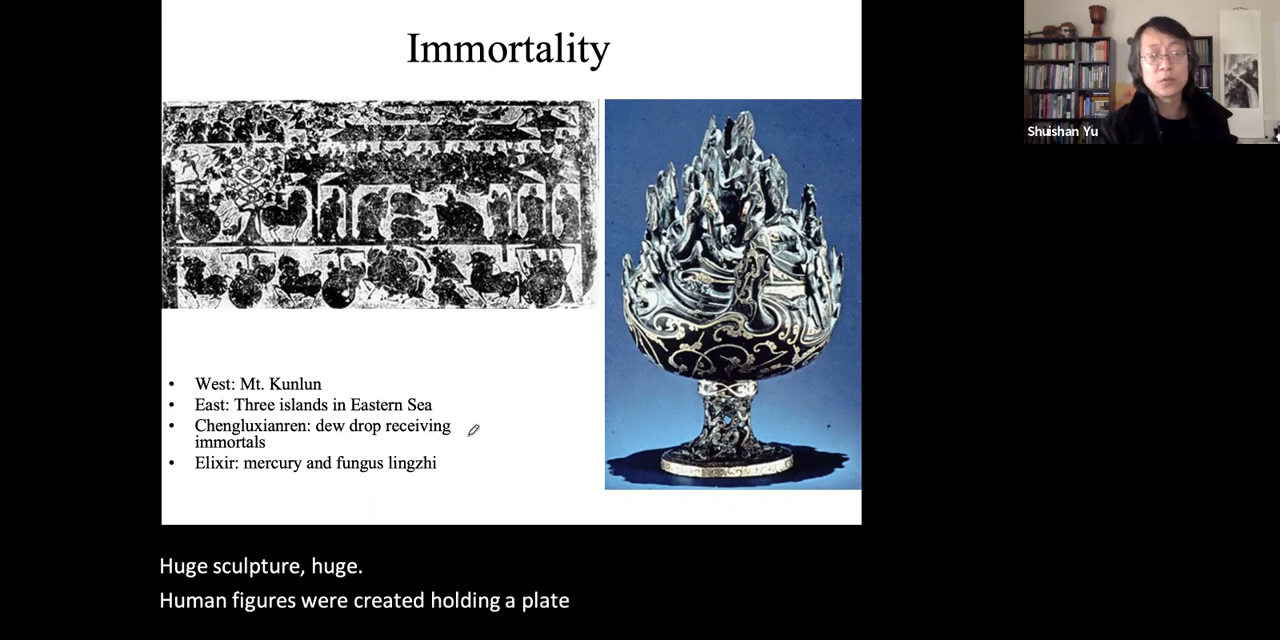 Immortality
Shuishan Yu
• West: Mt. Kunlun
• East: Three islands in Eastern Sea
• Chengluxianren: dew drop receiving
immortals
• Elixir: mercury and fungus lingzhi
Huge sculpture, huge.
Human figures were created holding a plate